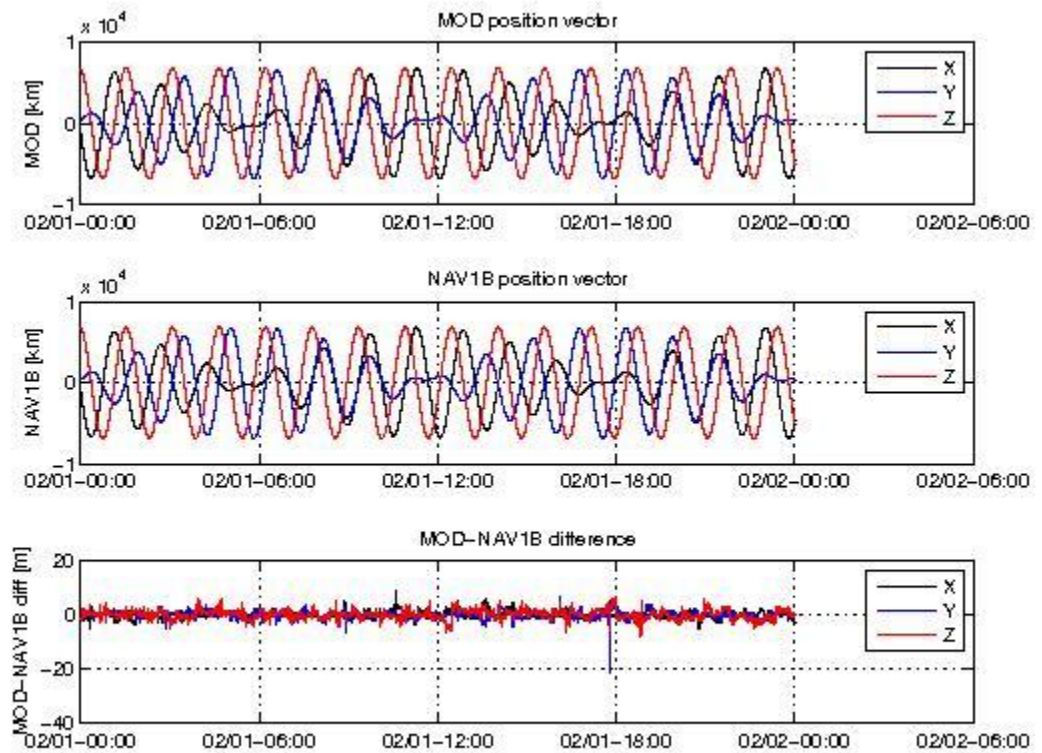 MOD position vector
x 10^4
1
0
−1
MOD [km]
X
Y
Z
02/01−00:00 02/01−06:00 02/01−12:00 02/01−18:00 02/02−00:00 02/02−06:00
NAV1B position vector
x 10^4
1
0
−1
NAV1B [km]
X
Y
Z
02/01−00:00 02/01−06:00 02/01−12:00 02/01−18:00 02/02−00:00 02/02−06:00
MOD−NAV1B difference
20
0
−20
−40
MOD−NAV1B diff [m]
X
Y
Z
02/01−00:00 02/01−06:00 02/01−12:00 02/01−18:00 02/02−00:00 02/02−06:00